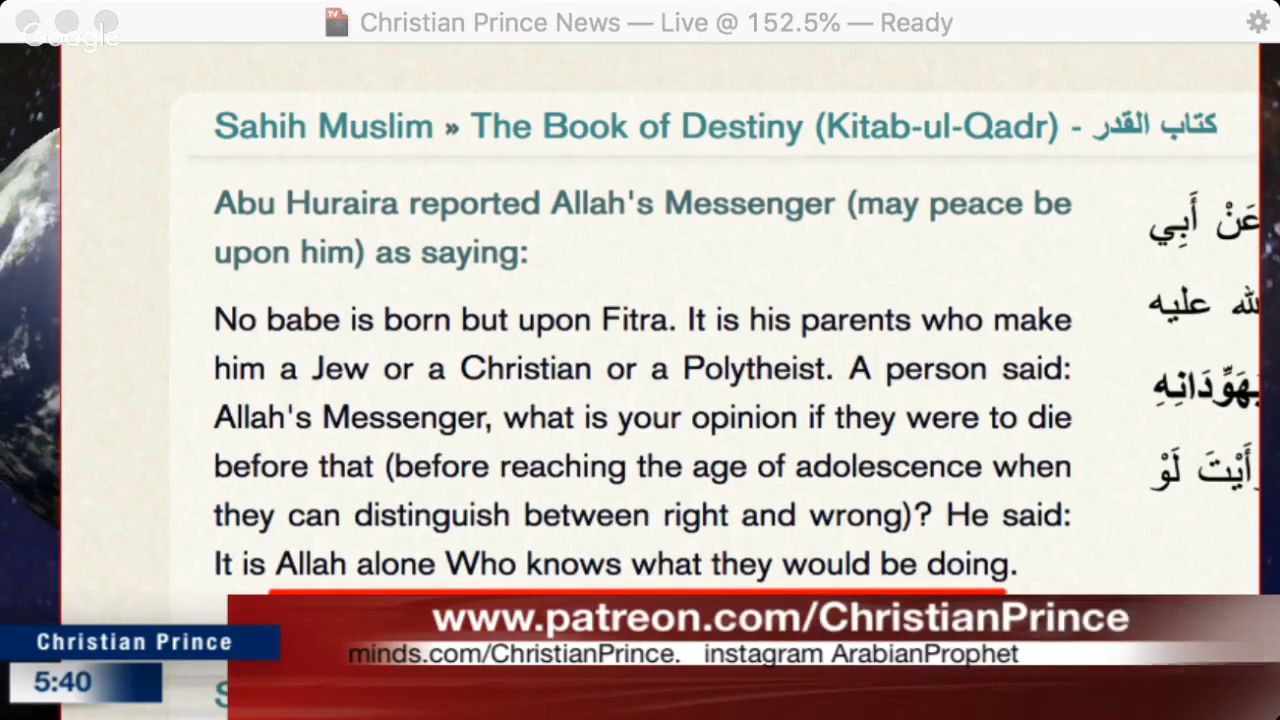 Christian Prince News — Live @ 152.5% — Ready
Google
Sahih Muslim » The Book of Destiny (Kitab-ul-Qadr) - كتاب القدر
Abu Huraira reported Allah's Messenger (may peace be
upon him) as saying:
عَنْ أَبِي
لله عليه
No babe is born but upon Fitra. It is his parents who make
him a Jew or a Christian or a Polytheist. A person said:
Allah's Messenger, what is your opinion if they were to die
before that (before reaching the age of adolescence when
they can distinguish between right and wrong)? He said:
It is Allah alone Who knows what they would be doing.
يُهَوِّدَانِهِ
أَيْتَ لَوْ
www.patreon.com/ChristianPrince
minds.com/ChristianPrince. instagram ArabianProphet
Christian Prince
5:40
S